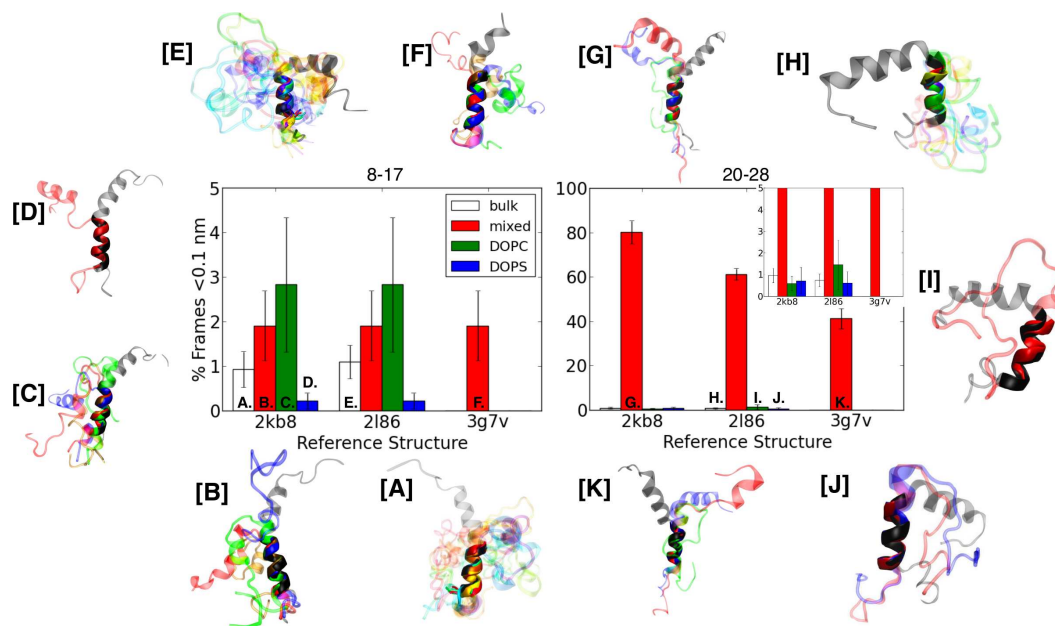 [E]
[F]
[G]
[H]
[D]
[I]
[C]
[B]
[A]
[K]
[J]
8-17
% Frames <0.1 nm
5
4
3
2
1
0
bulk
mixed
DOPC
DOPS
A.
B.
C.
D.
E.
F.
2kb8
2l86
3g7v
Reference Structure
20-28
100
80
60
40
20
0
G.
H.
I.
J.
K.
2kb8
2l86
3g7v
Reference Structure
5
4
3
2
1
0
2kb8
2l86
3g7v